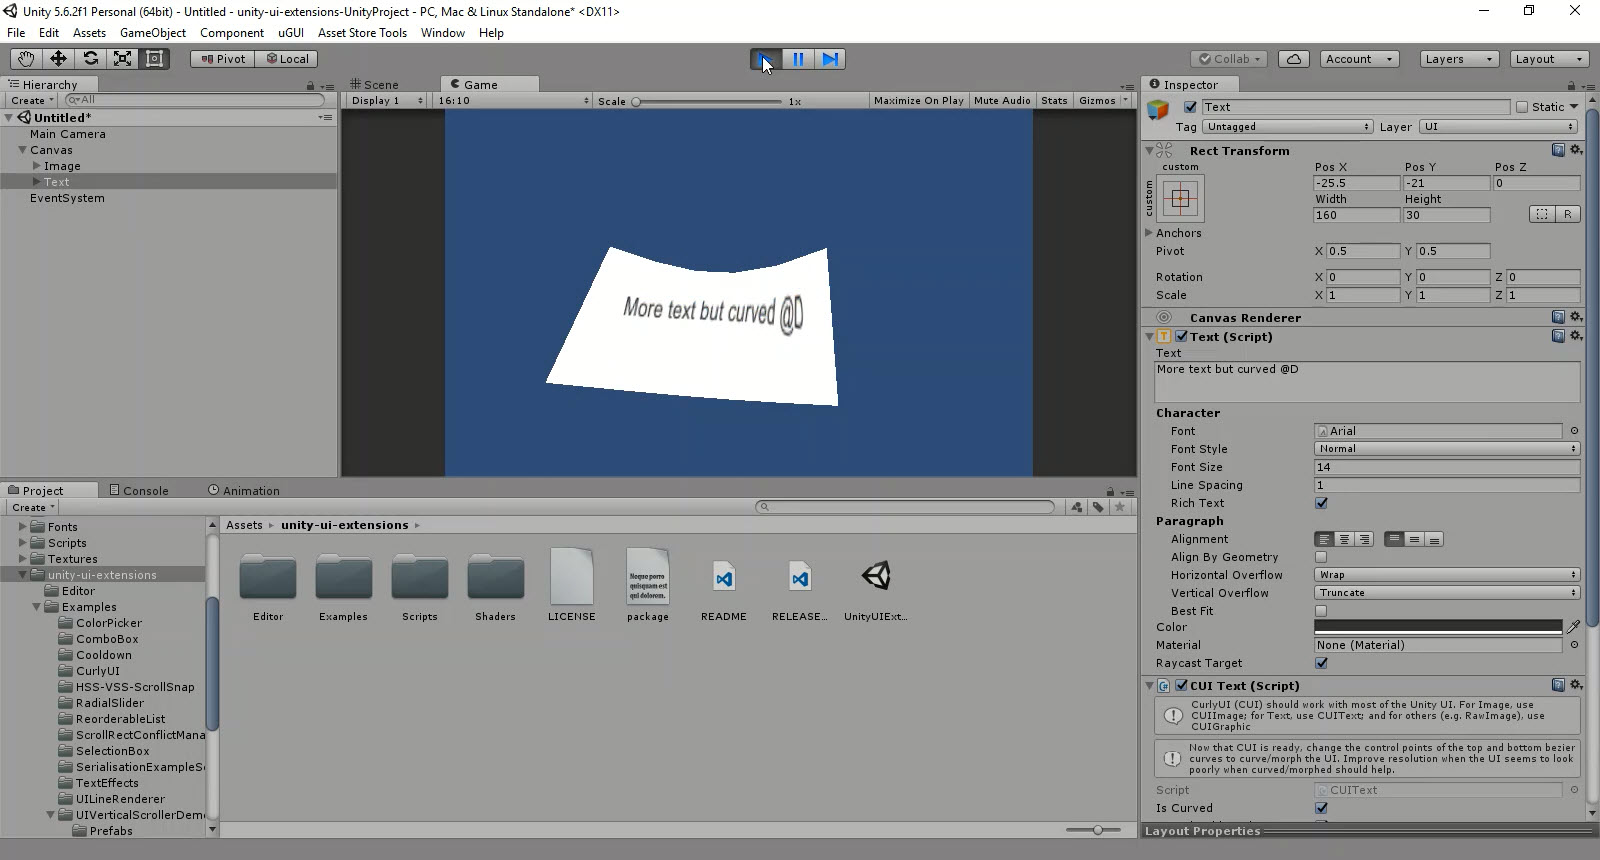 Unity 5.6.2f1 Personal (64bit) - Untitled - unity-ui-extensions-UnityProject - PC, Mac & Linux Standalone* <DX11>
File Edit Assets GameObject Component uGUI Asset Store Tools Window Help
Pivot Local Collab Account Layers Layout
Hierarchy
Create All
Untitled*
Main Camera
Canvas
Image
Text
EventSystem
Scene Game
Display 1 16:10 Scale 1x Maximize On Play Mute Audio Stats Gizmos
More text but curved @D
Project Console Animation
Create
Fonts
Scripts
Textures
unity-ui-extensions
Editor
Examples
ColorPicker
ComboBox
Cooldown
CurlyUI
HSS-VSS-ScrollSnap
RadialSlider
ReorderableList
ScrollRectConflictMana
SelectionBox
SerialisationExampleS
TextEffects
UILineRenderer
UIVerticalScrollerDem
Prefabs
Assets unity-ui-extensions
Neque porro
quisquam est
qui dolorem.
Editor Examples Scripts Shaders LICENSE package README RELEASE... UnityUIExt...
Inspector
Text Static
Tag Untagged Layer UI
Rect Transform
custom Pos X Pos Y Pos Z
custom -25.5 -21 0
Width Height
160 30 R
Anchors
Pivot X 0.5 Y 0.5
Rotation X 0 Y 0 Z 0
Scale X 1 Y 1 Z 1
Canvas Renderer
Text (Script)
Text
More text but curved @D
Character
Font Arial
Font Style Normal
Font Size 14
Line Spacing 1
Rich Text
Paragraph
Alignment
Align By Geometry
Horizontal Overflow Wrap
Vertical Overflow Truncate
Best Fit
Color
Material None (Material)
Raycast Target
CUI Text (Script)
CurlyUI (CUI) should work with most of the Unity UI. For Image, use
CUIImage; for Text, use CUIText; and for others (e.g. RawImage), use
CUIGraphic
Now that CUI is ready, change the control points of the top and bottom bezier
curves to curve/morph the UI. Improve resolution when the UI seems to look
poorly when curved/morphed should help.
Script CUIText
Is Curved
Layout Properties